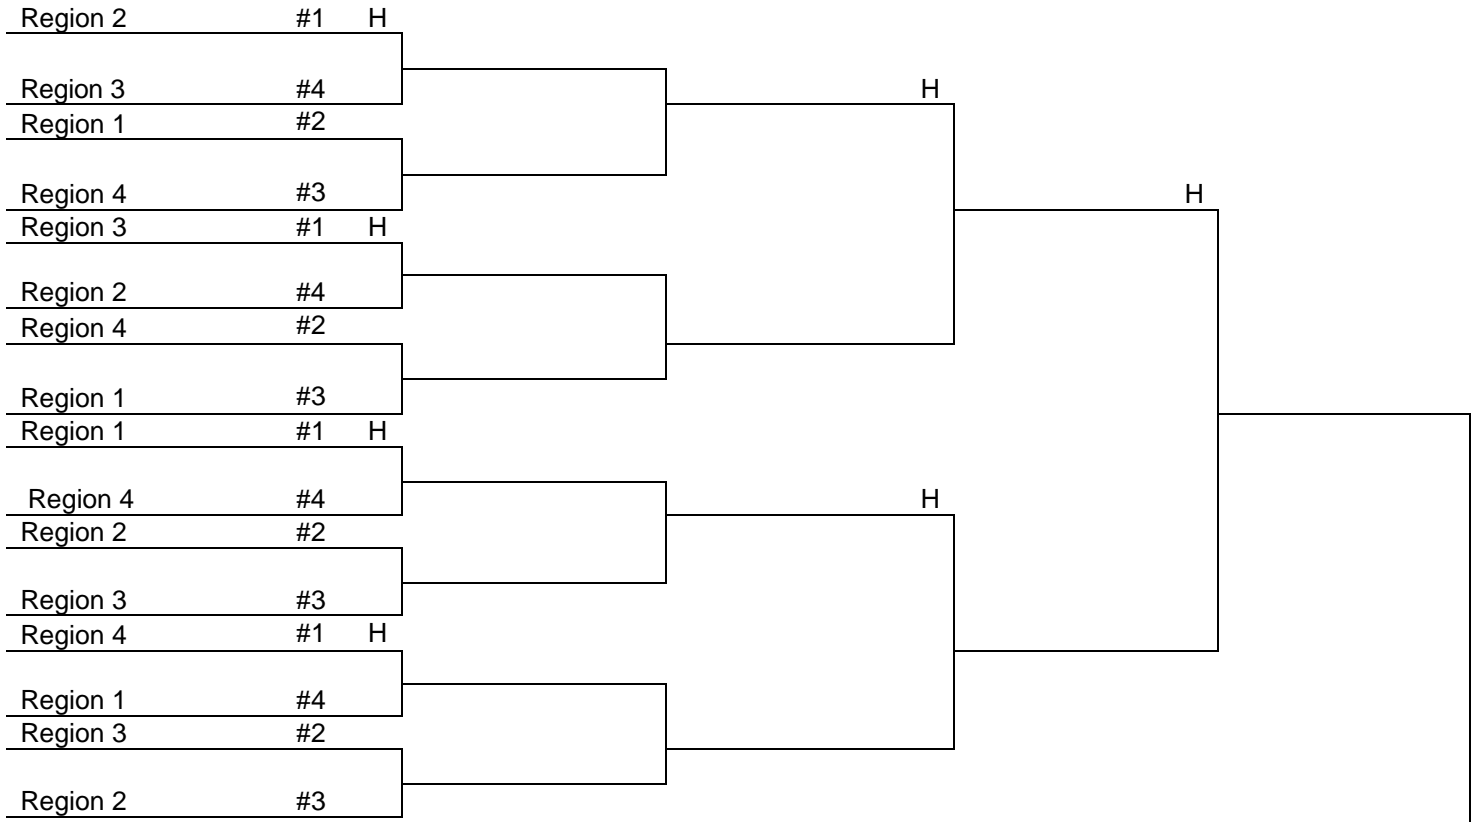 Region 2 #1 H
Region 3 #4 H
Region 1 #2
Region 4 #3 H
Region 3 #1 H
Region 2 #4
Region 4 #2
Region 1 #3
Region 1 #1 H
Region 4 #4 H
Region 2 #2
Region 3 #3
Region 4 #1 H
Region 1 #4
Region 3 #2
Region 2 #3